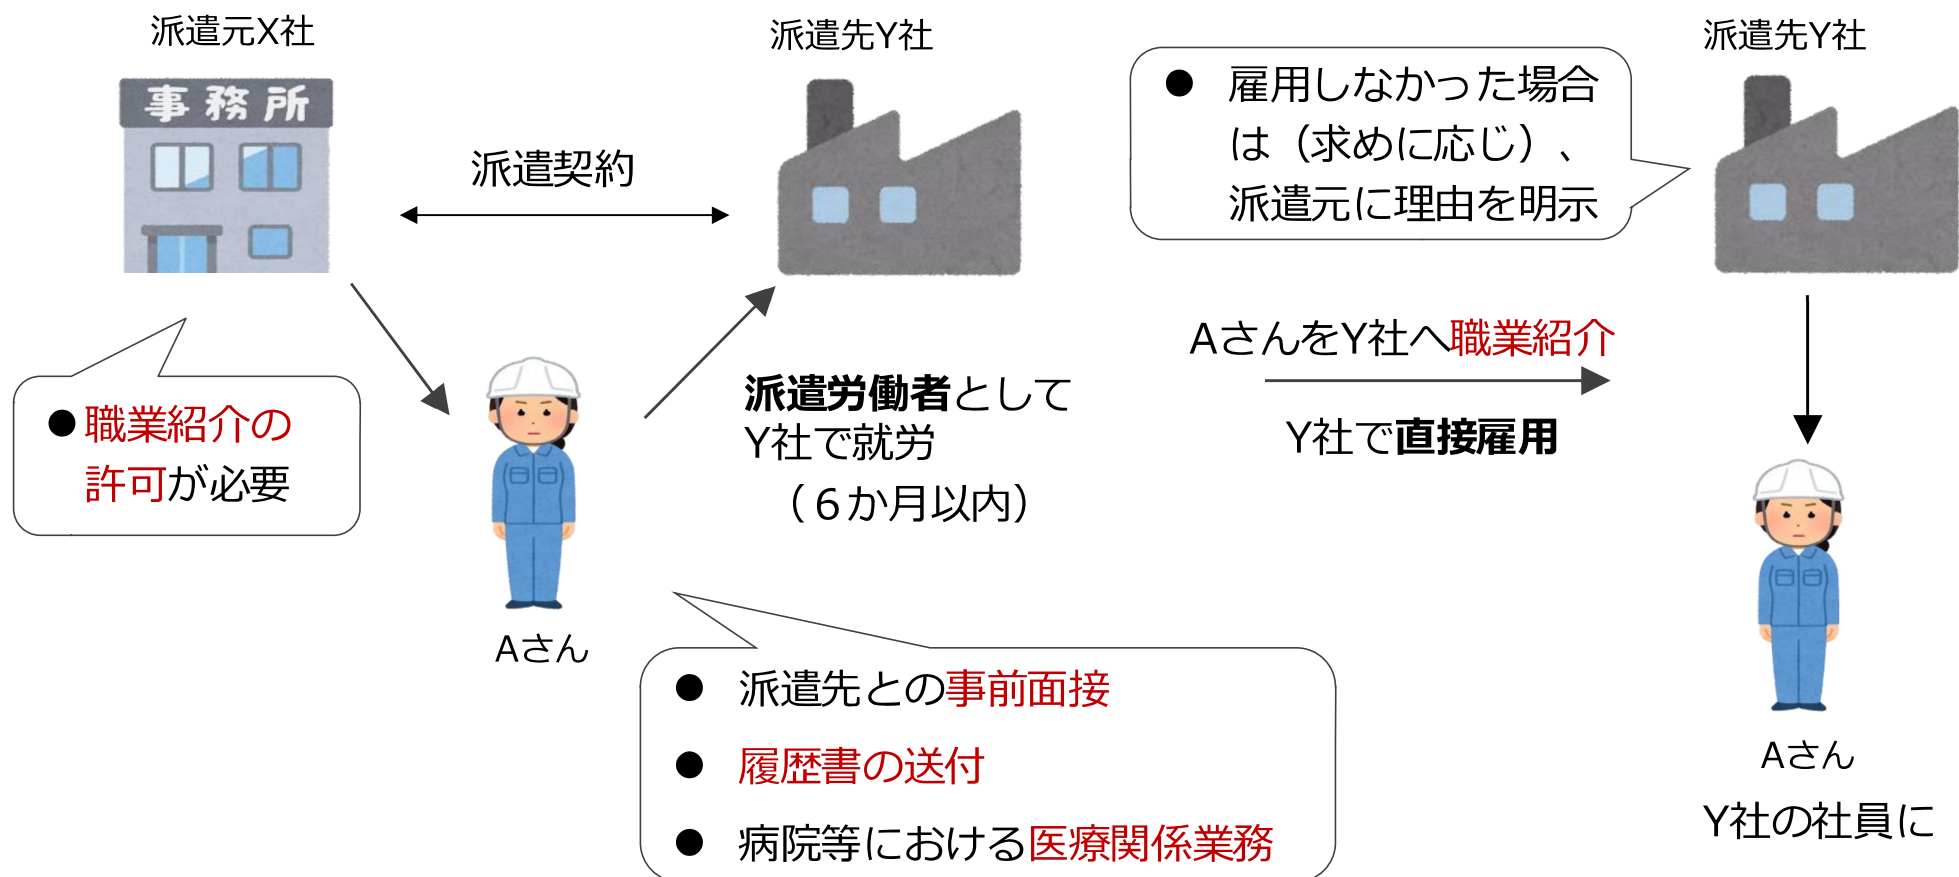 派遣元X社
事務所
派遣契約
派遣先Y社
● 雇用しなかった場合
は（求めに応じ）、
派遣元に理由を明示
派遣先Y社
●職業紹介の
許可が必要
Aさん
派遣労働者として
Y社で就労
（６か月以内）
AさんをY社へ職業紹介
Y社で直接雇用
● 派遣先との事前面接
● 履歴書の送付
● 病院等における医療関係業務
Aさん
Y社の社員に